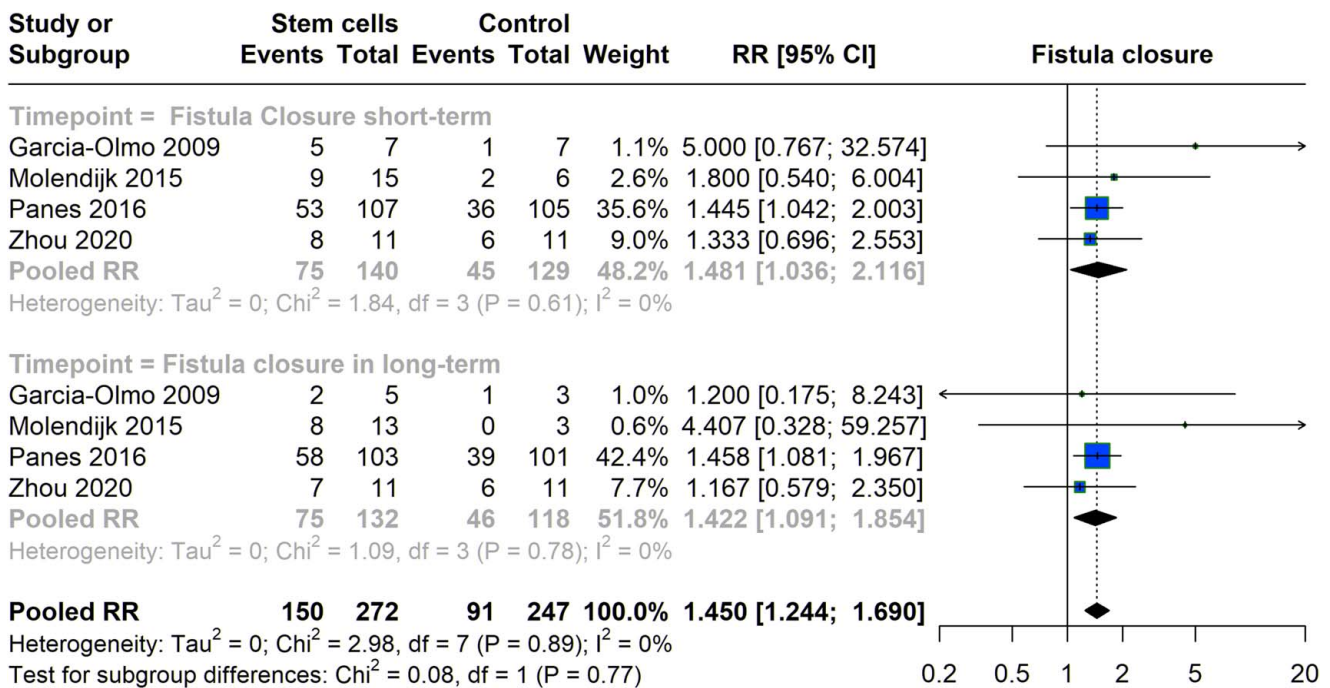 Study or Stem cells Control
Subgroup Events Total Events Total Weight RR [95% CI] Fistula closure
Timepoint = Fistula Closure short-term
Garcia-Olmo 2009 5 7 1 7 1.1% 5.000 [0.767; 32.574]
Molendijk 2015 9 15 2 6 2.6% 1.800 [0.540; 6.004]
Panes 2016 53 107 36 105 35.6% 1.445 [1.042; 2.003]
Zhou 2020 8 11 6 11 9.0% 1.333 [0.696; 2.553]
Pooled RR 75 140 45 129 48.2% 1.481 [1.036; 2.116]
Heterogeneity: Tau² = 0; Chi² = 1.84, df = 3 (P = 0.61); I² = 0%
Timepoint = Fistula closure in long-term
Garcia-Olmo 2009 2 5 1 3 1.0% 1.200 [0.175; 8.243]
Molendijk 2015 8 13 0 3 0.6% 4.407 [0.328; 59.257]
Panes 2016 58 103 39 101 42.4% 1.458 [1.081; 1.967]
Zhou 2020 7 11 6 11 7.7% 1.167 [0.579; 2.350]
Pooled RR 75 132 46 118 51.8% 1.422 [1.091; 1.854]
Heterogeneity: Tau² = 0; Chi² = 1.09, df = 3 (P = 0.78); I² = 0%
Pooled RR 150 272 91 247 100.0% 1.450 [1.244; 1.690]
Heterogeneity: Tau² = 0; Chi² = 2.98, df = 7 (P = 0.89); I² = 0%
Test for subgroup differences: Chi² = 0.08, df = 1 (P = 0.77)
0.2 0.5 1 2 5 20